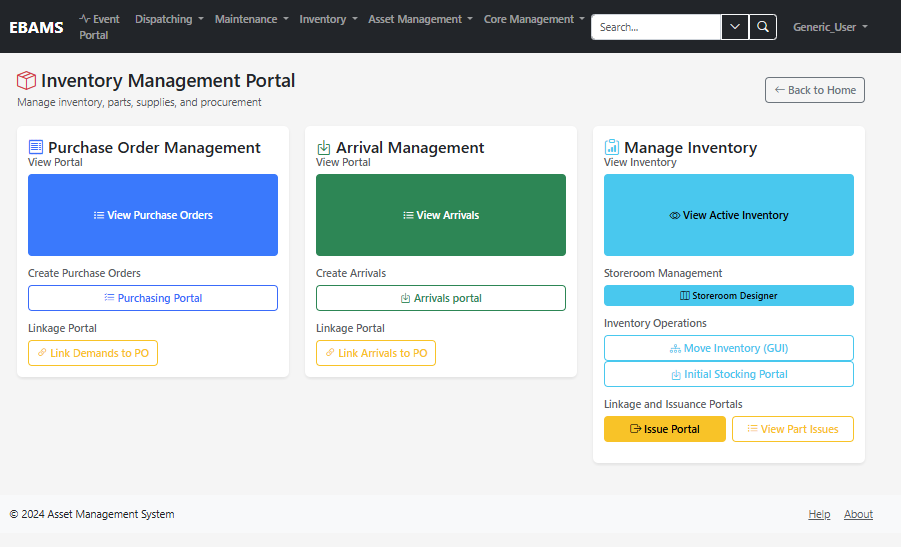 EBAMS
Event Portal
Dispatching
Maintenance
Inventory
Asset Management
Core Management
Search...
Generic_User
Inventory Management Portal
Manage inventory, parts, supplies, and procurement
Back to Home
Purchase Order Management
View Portal
View Purchase Orders
Create Purchase Orders
Purchasing Portal
Linkage Portal
Link Demands to PO
Arrival Management
View Portal
View Arrivals
Create Arrivals
Arrivals portal
Linkage Portal
Link Arrivals to PO
Manage Inventory
View Inventory
View Active Inventory
Storeroom Management
Storeroom Designer
Inventory Operations
Move Inventory (GUI)
Initial Stocking Portal
Linkage and Issuance Portals
Issue Portal
View Part Issues
© 2024 Asset Management System
Help
About